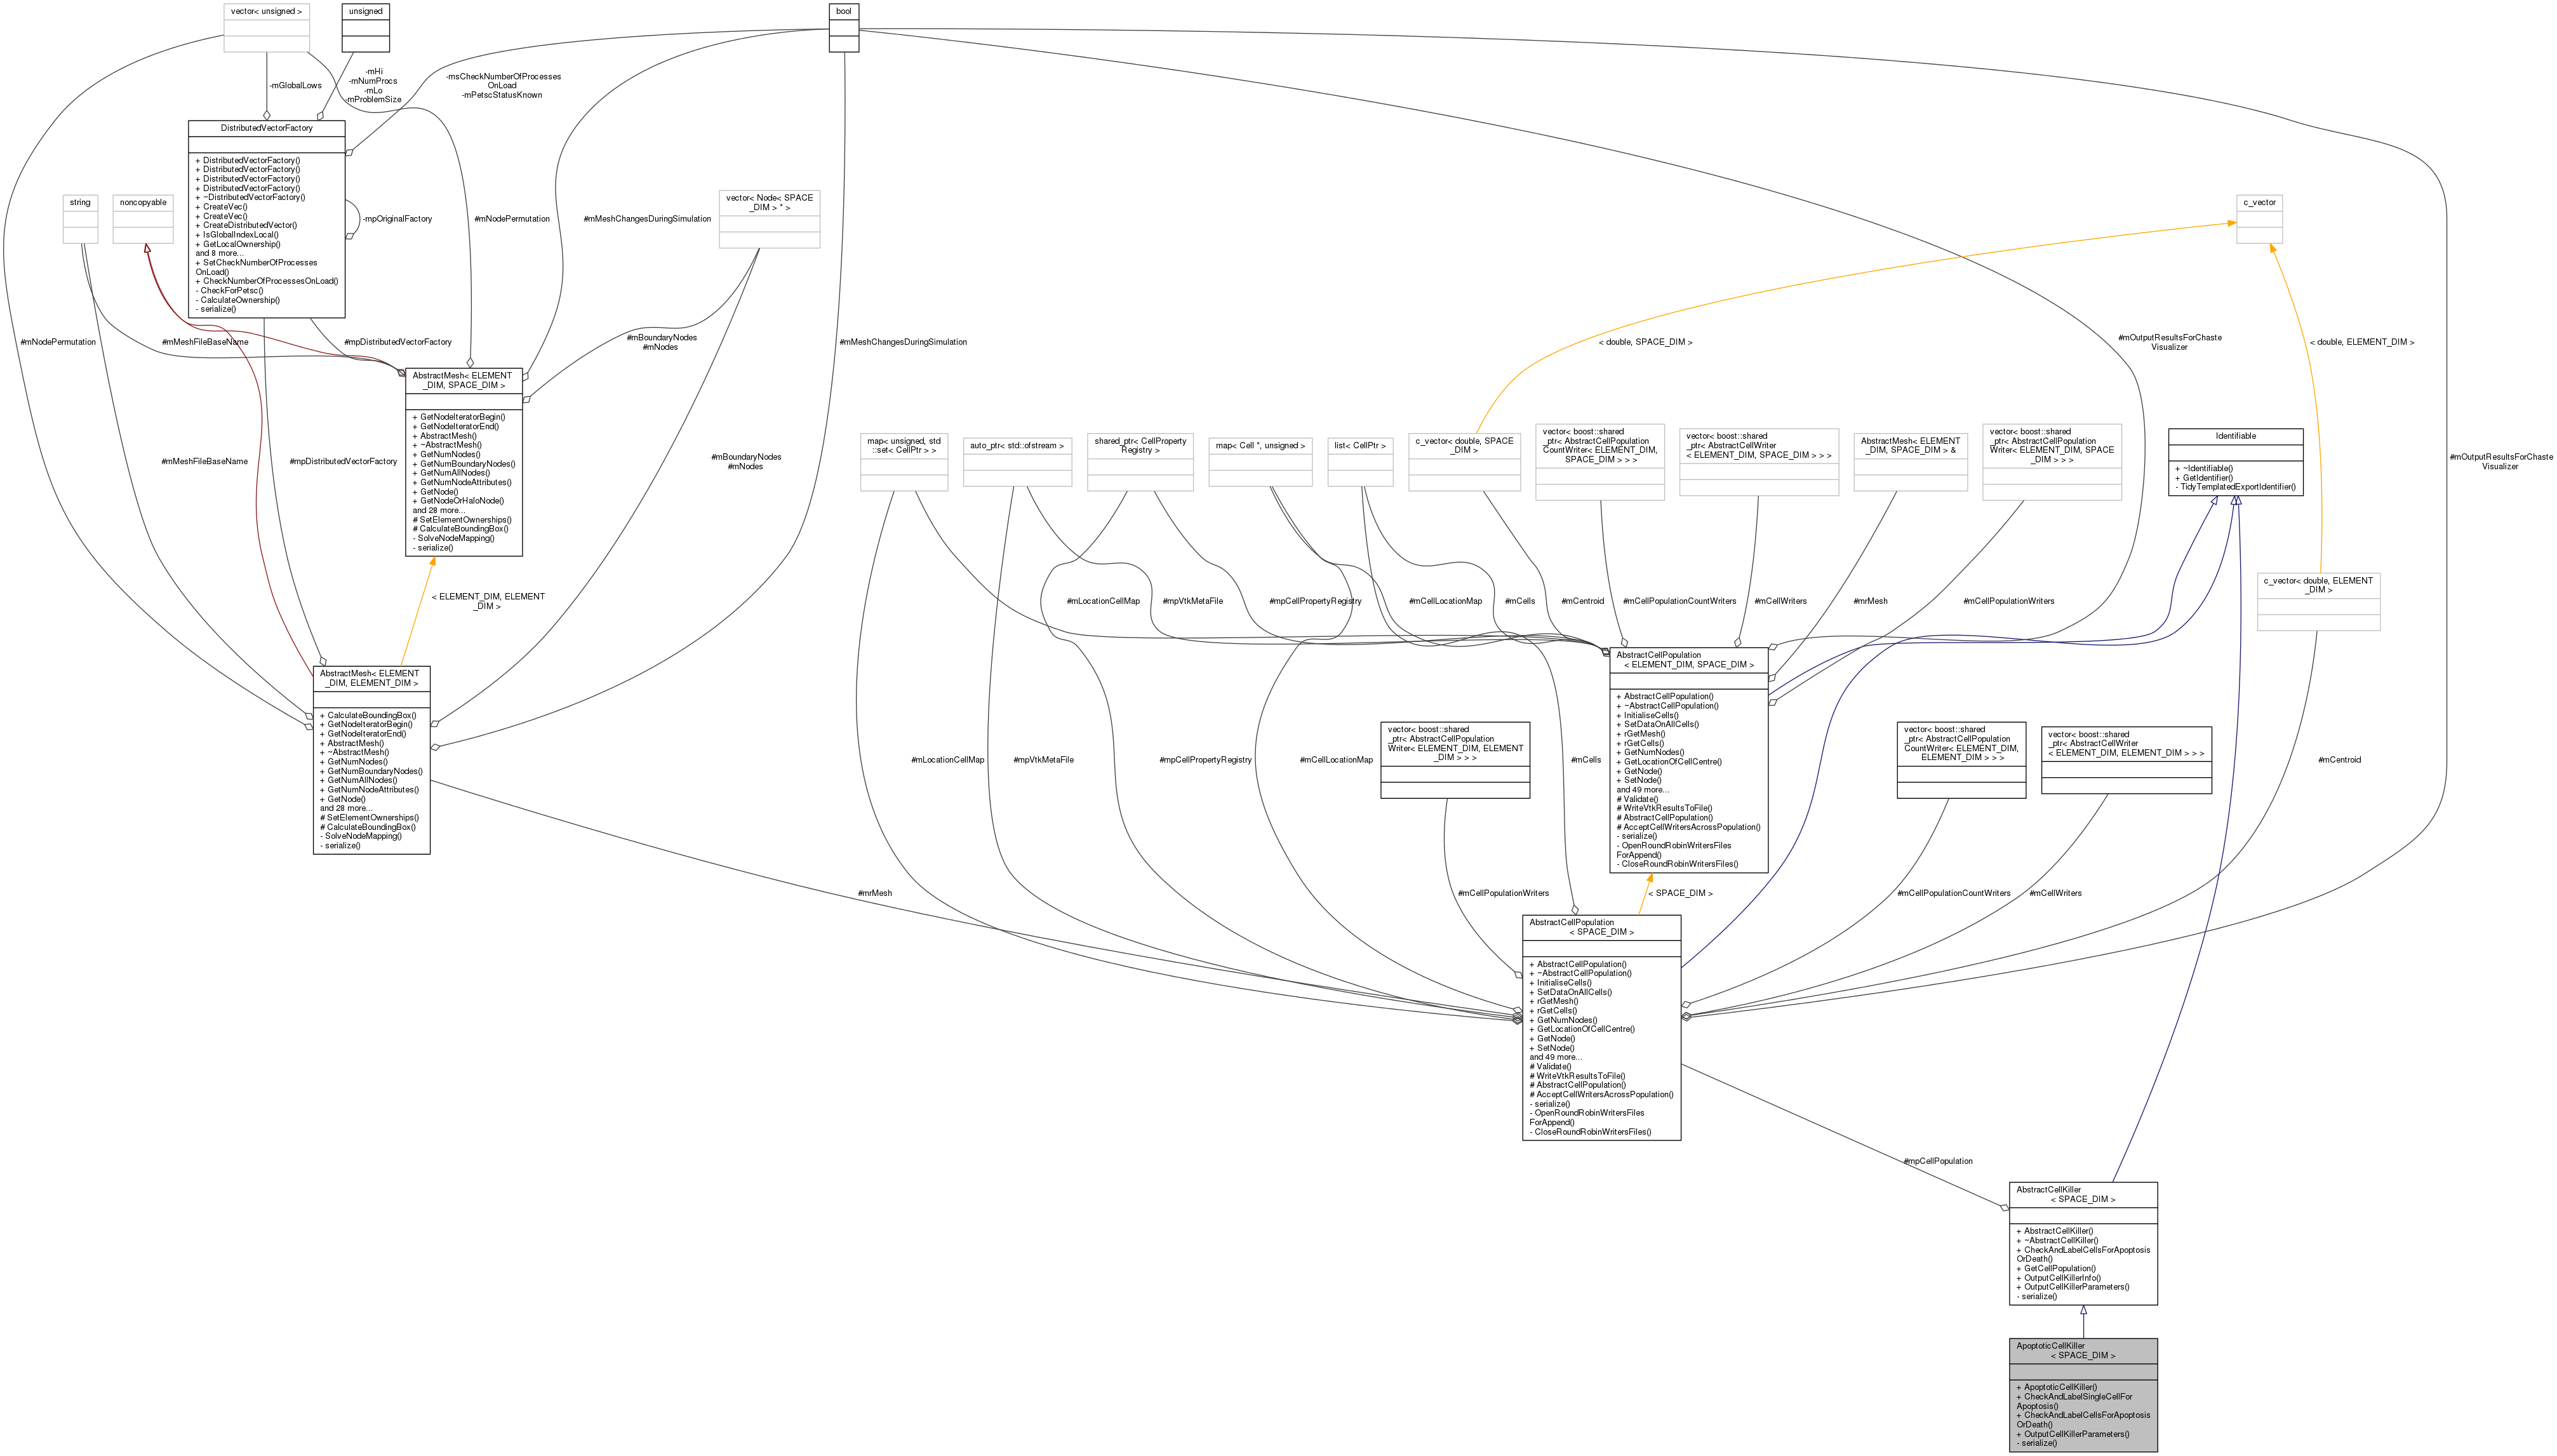 vector< unsigned >
unsigned
bool
-mGlobalLows
-mHi
-mNumProcs
-mLo
-mProblemSize
-msCheckNumberOfProcesses
OnLoad
-mPetscStatusKnown
DistributedVectorFactory
+ DistributedVectorFactory()
+ DistributedVectorFactory()
+ DistributedVectorFactory()
+ DistributedVectorFactory()
+ ~DistributedVectorFactory()
+ CreateVec()
+ CreateVec()
+ CreateDistributedVector()
+ IsGlobalIndexLocal()
+ GetLocalOwnership()
and 8 more...
+ SetCheckNumberOfProcesses
OnLoad()
+ CheckNumberOfProcessesOnLoad()
- CheckForPetsc()
- CalculateOwnership()
- serialize()
string
noncopyable
-mpOriginalFactory
#mNodePermutation
#mMeshChangesDuringSimulation
vector< Node< SPACE
_DIM > * >
c_vector
#mNodePermutation
#mMeshFileBaseName
#mpDistributedVectorFactory
#mBoundaryNodes
#mNodes
#mMeshChangesDuringSimulation
< double, SPACE_DIM >
#mOutputResultsForChaste
Visualizer
< double, ELEMENT_DIM >
AbstractMesh< ELEMENT
_DIM, SPACE_DIM >
+ GetNodeIteratorBegin()
+ GetNodeIteratorEnd()
+ AbstractMesh()
+ ~AbstractMesh()
+ GetNumNodes()
+ GetNumBoundaryNodes()
+ GetNumAllNodes()
+ GetNumNodeAttributes()
+ GetNode()
+ GetNodeOrHaloNode()
and 28 more...
# SetElementOwnerships()
# CalculateBoundingBox()
- SolveNodeMapping()
- serialize()
#mMeshFileBaseName
#mpDistributedVectorFactory
#mBoundaryNodes
#mNodes
map< unsigned, std
::set< CellPtr > >
auto_ptr< std::ofstream >
shared_ptr< CellProperty
Registry >
map< Cell *, unsigned >
list< CellPtr >
c_vector< double, SPACE
_DIM >
vector< boost::shared
_ptr< AbstractCellPopulation
CountWriter< ELEMENT_DIM,
SPACE_DIM > > >
vector< boost::shared
_ptr< AbstractCellWriter
< ELEMENT_DIM, SPACE_DIM > > >
AbstractMesh< ELEMENT
_DIM, SPACE_DIM > &
vector< boost::shared
_ptr< AbstractCellPopulation
Writer< ELEMENT_DIM, SPACE
_DIM > > >
Identifiable
+ ~Identifiable()
+ GetIdentifier()
- TidyTemplatedExportIdentifier()
#mOutputResultsForChaste
Visualizer
< ELEMENT_DIM, ELEMENT
_DIM >
#mLocationCellMap
#mpVtkMetaFile
#mpCellPropertyRegistry
#mCellLocationMap
#mCells
#mCentroid
#mCellPopulationCountWriters
#mCellWriters
#mrMesh
#mCellPopulationWriters
c_vector< double, ELEMENT
_DIM >
AbstractMesh< ELEMENT
_DIM, ELEMENT_DIM >
+ CalculateBoundingBox()
+ GetNodeIteratorBegin()
+ GetNodeIteratorEnd()
+ AbstractMesh()
+ ~AbstractMesh()
+ GetNumNodes()
+ GetNumBoundaryNodes()
+ GetNumAllNodes()
+ GetNumNodeAttributes()
+ GetNode()
and 28 more...
# SetElementOwnerships()
# CalculateBoundingBox()
- SolveNodeMapping()
- serialize()
AbstractCellPopulation
< ELEMENT_DIM, SPACE_DIM >
+ AbstractCellPopulation()
+ ~AbstractCellPopulation()
+ InitialiseCells()
+ SetDataOnAllCells()
+ rGetMesh()
+ rGetCells()
+ GetNumNodes()
+ GetLocationOfCellCentre()
+ GetNode()
+ SetNode()
and 49 more...
# Validate()
# WriteVtkResultsToFile()
# AbstractCellPopulation()
# AcceptCellWritersAcrossPopulation()
- serialize()
- OpenRoundRobinWritersFiles
ForAppend()
- CloseRoundRobinWritersFiles()
#mLocationCellMap
#mpVtkMetaFile
#mpCellPropertyRegistry
#mCellLocationMap
vector< boost::shared
_ptr< AbstractCellPopulation
Writer< ELEMENT_DIM, ELEMENT
_DIM > > >
#mCells
vector< boost::shared
_ptr< AbstractCellPopulation
CountWriter< ELEMENT_DIM,
ELEMENT_DIM > > >
vector< boost::shared
_ptr< AbstractCellWriter
< ELEMENT_DIM, ELEMENT_DIM > > >
#mCentroid
#mrMesh
#mCellPopulationWriters
< SPACE_DIM >
#mCellPopulationCountWriters
#mCellWriters
AbstractCellPopulation
< SPACE_DIM >
+ AbstractCellPopulation()
+ ~AbstractCellPopulation()
+ InitialiseCells()
+ SetDataOnAllCells()
+ rGetMesh()
+ rGetCells()
+ GetNumNodes()
+ GetLocationOfCellCentre()
+ GetNode()
+ SetNode()
and 49 more...
# Validate()
# WriteVtkResultsToFile()
# AbstractCellPopulation()
# AcceptCellWritersAcrossPopulation()
- serialize()
- OpenRoundRobinWritersFiles
ForAppend()
- CloseRoundRobinWritersFiles()
#mpCellPopulation
AbstractCellKiller
< SPACE_DIM >
+ AbstractCellKiller()
+ ~AbstractCellKiller()
+ CheckAndLabelCellsForApoptosis
OrDeath()
+ GetCellPopulation()
+ OutputCellKillerInfo()
+ OutputCellKillerParameters()
- serialize()
ApoptoticCellKiller
< SPACE_DIM >
+ ApoptoticCellKiller()
+ CheckAndLabelSingleCellFor
Apoptosis()
+ CheckAndLabelCellsForApoptosis
OrDeath()
+ OutputCellKillerParameters()
- serialize()